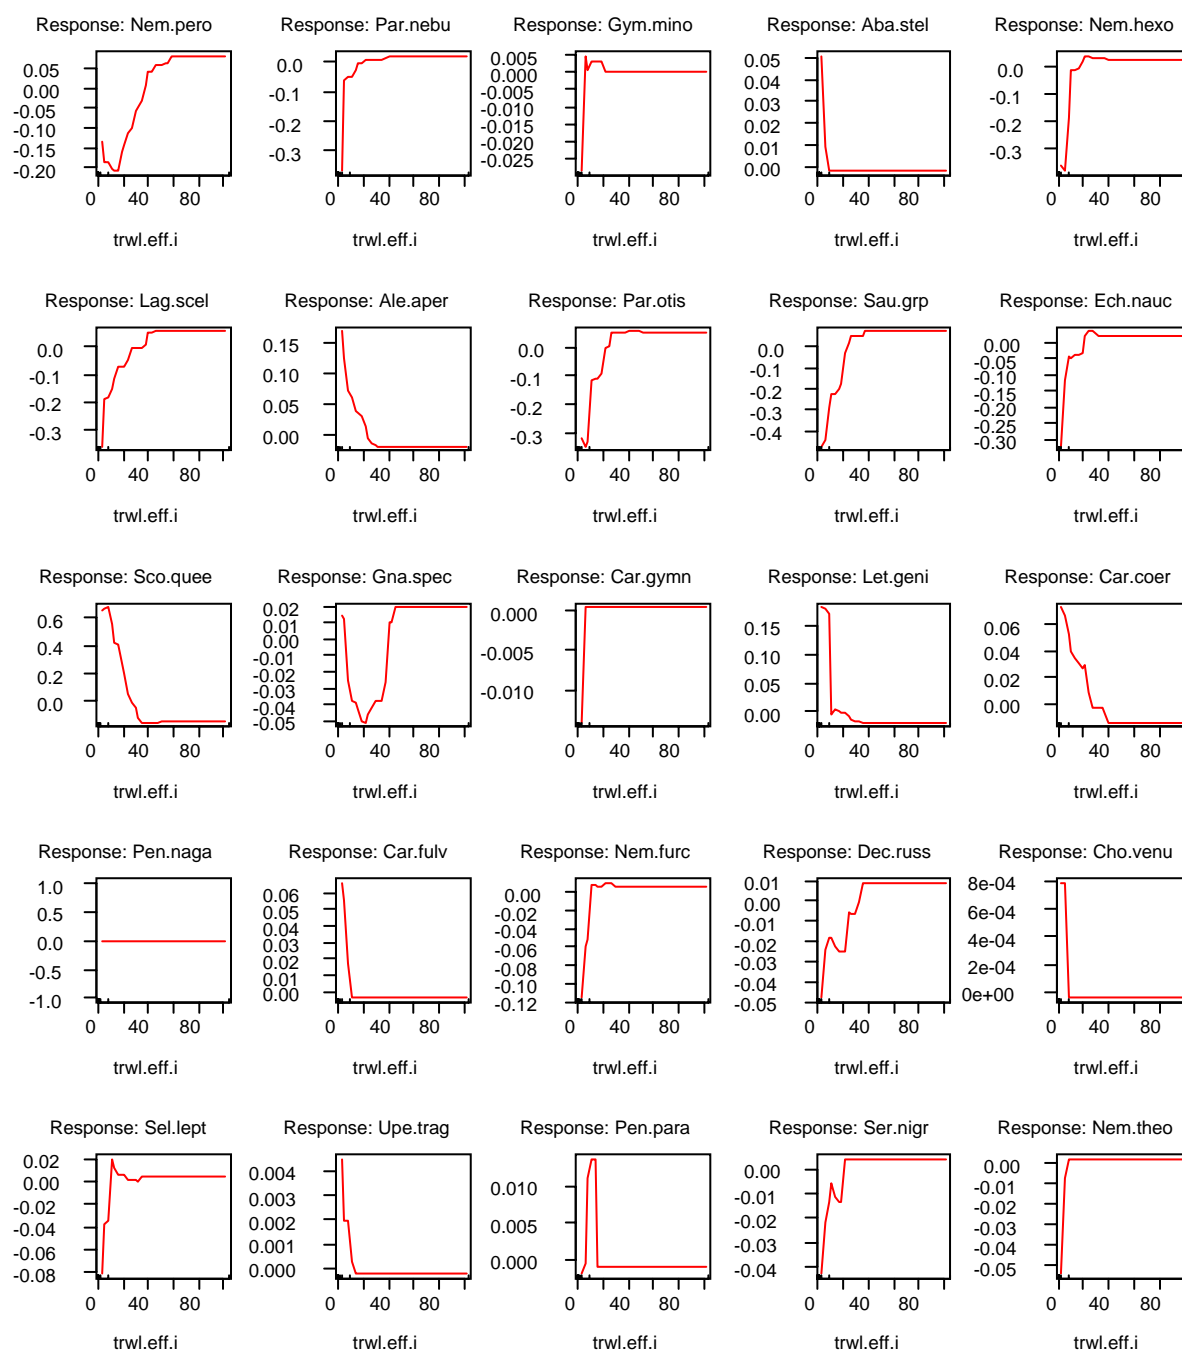 Response: Nem.pero
0.05
0.00
-0.05
-0.10
-0.15
-0.20
0 40 80
trwl.eff.i
Response: Par.nebu
0.0
-0.1
-0.2
-0.3
0 40 80
trwl.eff.i
Response: Gym.mino
0.005
0.000
-0.005
-0.010
-0.015
-0.020
-0.025
0 40 80
trwl.eff.i
Response: Aba.stel
0.05
0.04
0.03
0.02
0.01
0.00
0 40 80
trwl.eff.i
Response: Nem.hexo
0.0
-0.1
-0.2
-0.3
0 40 80
trwl.eff.i
Response: Lag.scel
0.0
-0.1
-0.2
-0.3
0 40 80
trwl.eff.i
Response: Ale.aper
0.15
0.10
0.05
0.00
0 40 80
trwl.eff.i
Response: Par.otis
0.0
-0.1
-0.2
-0.3
0 40 80
trwl.eff.i
Response: Sau.grp
0.0
-0.1
-0.2
-0.3
-0.4
0 40 80
trwl.eff.i
Response: Ech.nauc
0.00
-0.05
-0.10
-0.15
-0.20
-0.25
-0.30
0 40 80
trwl.eff.i
Response: Sco.quee
0.6
0.4
0.2
0.0
0 40 80
trwl.eff.i
Response: Gna.spec
0.02
0.01
0.00
-0.01
-0.02
-0.03
-0.04
-0.05
0 40 80
trwl.eff.i
Response: Car.gymn
0.000
-0.005
-0.010
0 40 80
trwl.eff.i
Response: Let.geni
0.15
0.10
0.05
0.00
0 40 80
trwl.eff.i
Response: Car.coer
0.06
0.04
0.02
0.00
0 40 80
trwl.eff.i
Response: Pen.naga
1.0
0.5
0.0
-0.5
-1.0
0 40 80
trwl.eff.i
Response: Car.fulv
0.06
0.05
0.04
0.03
0.02
0.01
0.00
0 40 80
trwl.eff.i
Response: Nem.furc
0.00
-0.02
-0.04
-0.06
-0.08
-0.10
-0.12
0 40 80
trwl.eff.i
Response: Dec.russ
0.01
0.00
-0.01
-0.02
-0.03
-0.04
-0.05
0 40 80
trwl.eff.i
Response: Cho.venu
8e-04
6e-04
4e-04
2e-04
0e+00
0 40 80
trwl.eff.i
Response: Sel.lept
0.02
0.00
-0.02
-0.04
-0.06
-0.08
0 40 80
trwl.eff.i
Response: Upe.trag
0.004
0.003
0.002
0.001
0.000
0 40 80
trwl.eff.i
Response: Pen.para
0.010
0.005
0.000
0 40 80
trwl.eff.i
Response: Ser.nigr
0.00
-0.01
-0.02
-0.03
-0.04
0 40 80
trwl.eff.i
Response: Nem.theo
0.00
-0.01
-0.02
-0.03
-0.04
-0.05
0 40 80
trwl.eff.i